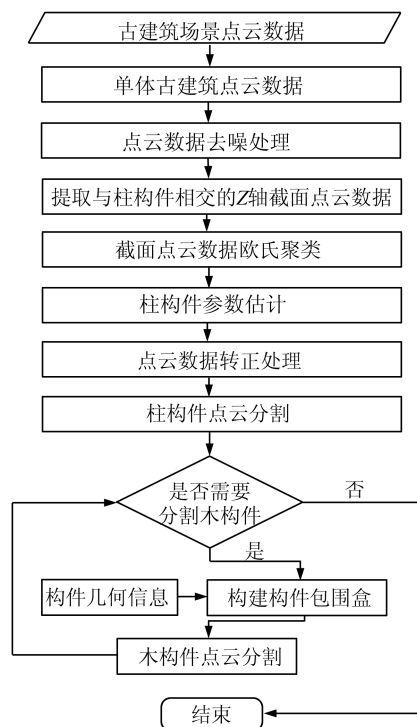 古建筑场景点云数据
单体古建筑点云数据
点云数据去噪处理
提取与柱构件相交的Z轴截面点云数据
截面点云数据欧氏聚类
柱构件参数估计
点云数据转正处理
柱构件点云分割
是否需要
分割木构件
否
是
构件几何信息
构建构件包围盒
木构件点云分割
结束